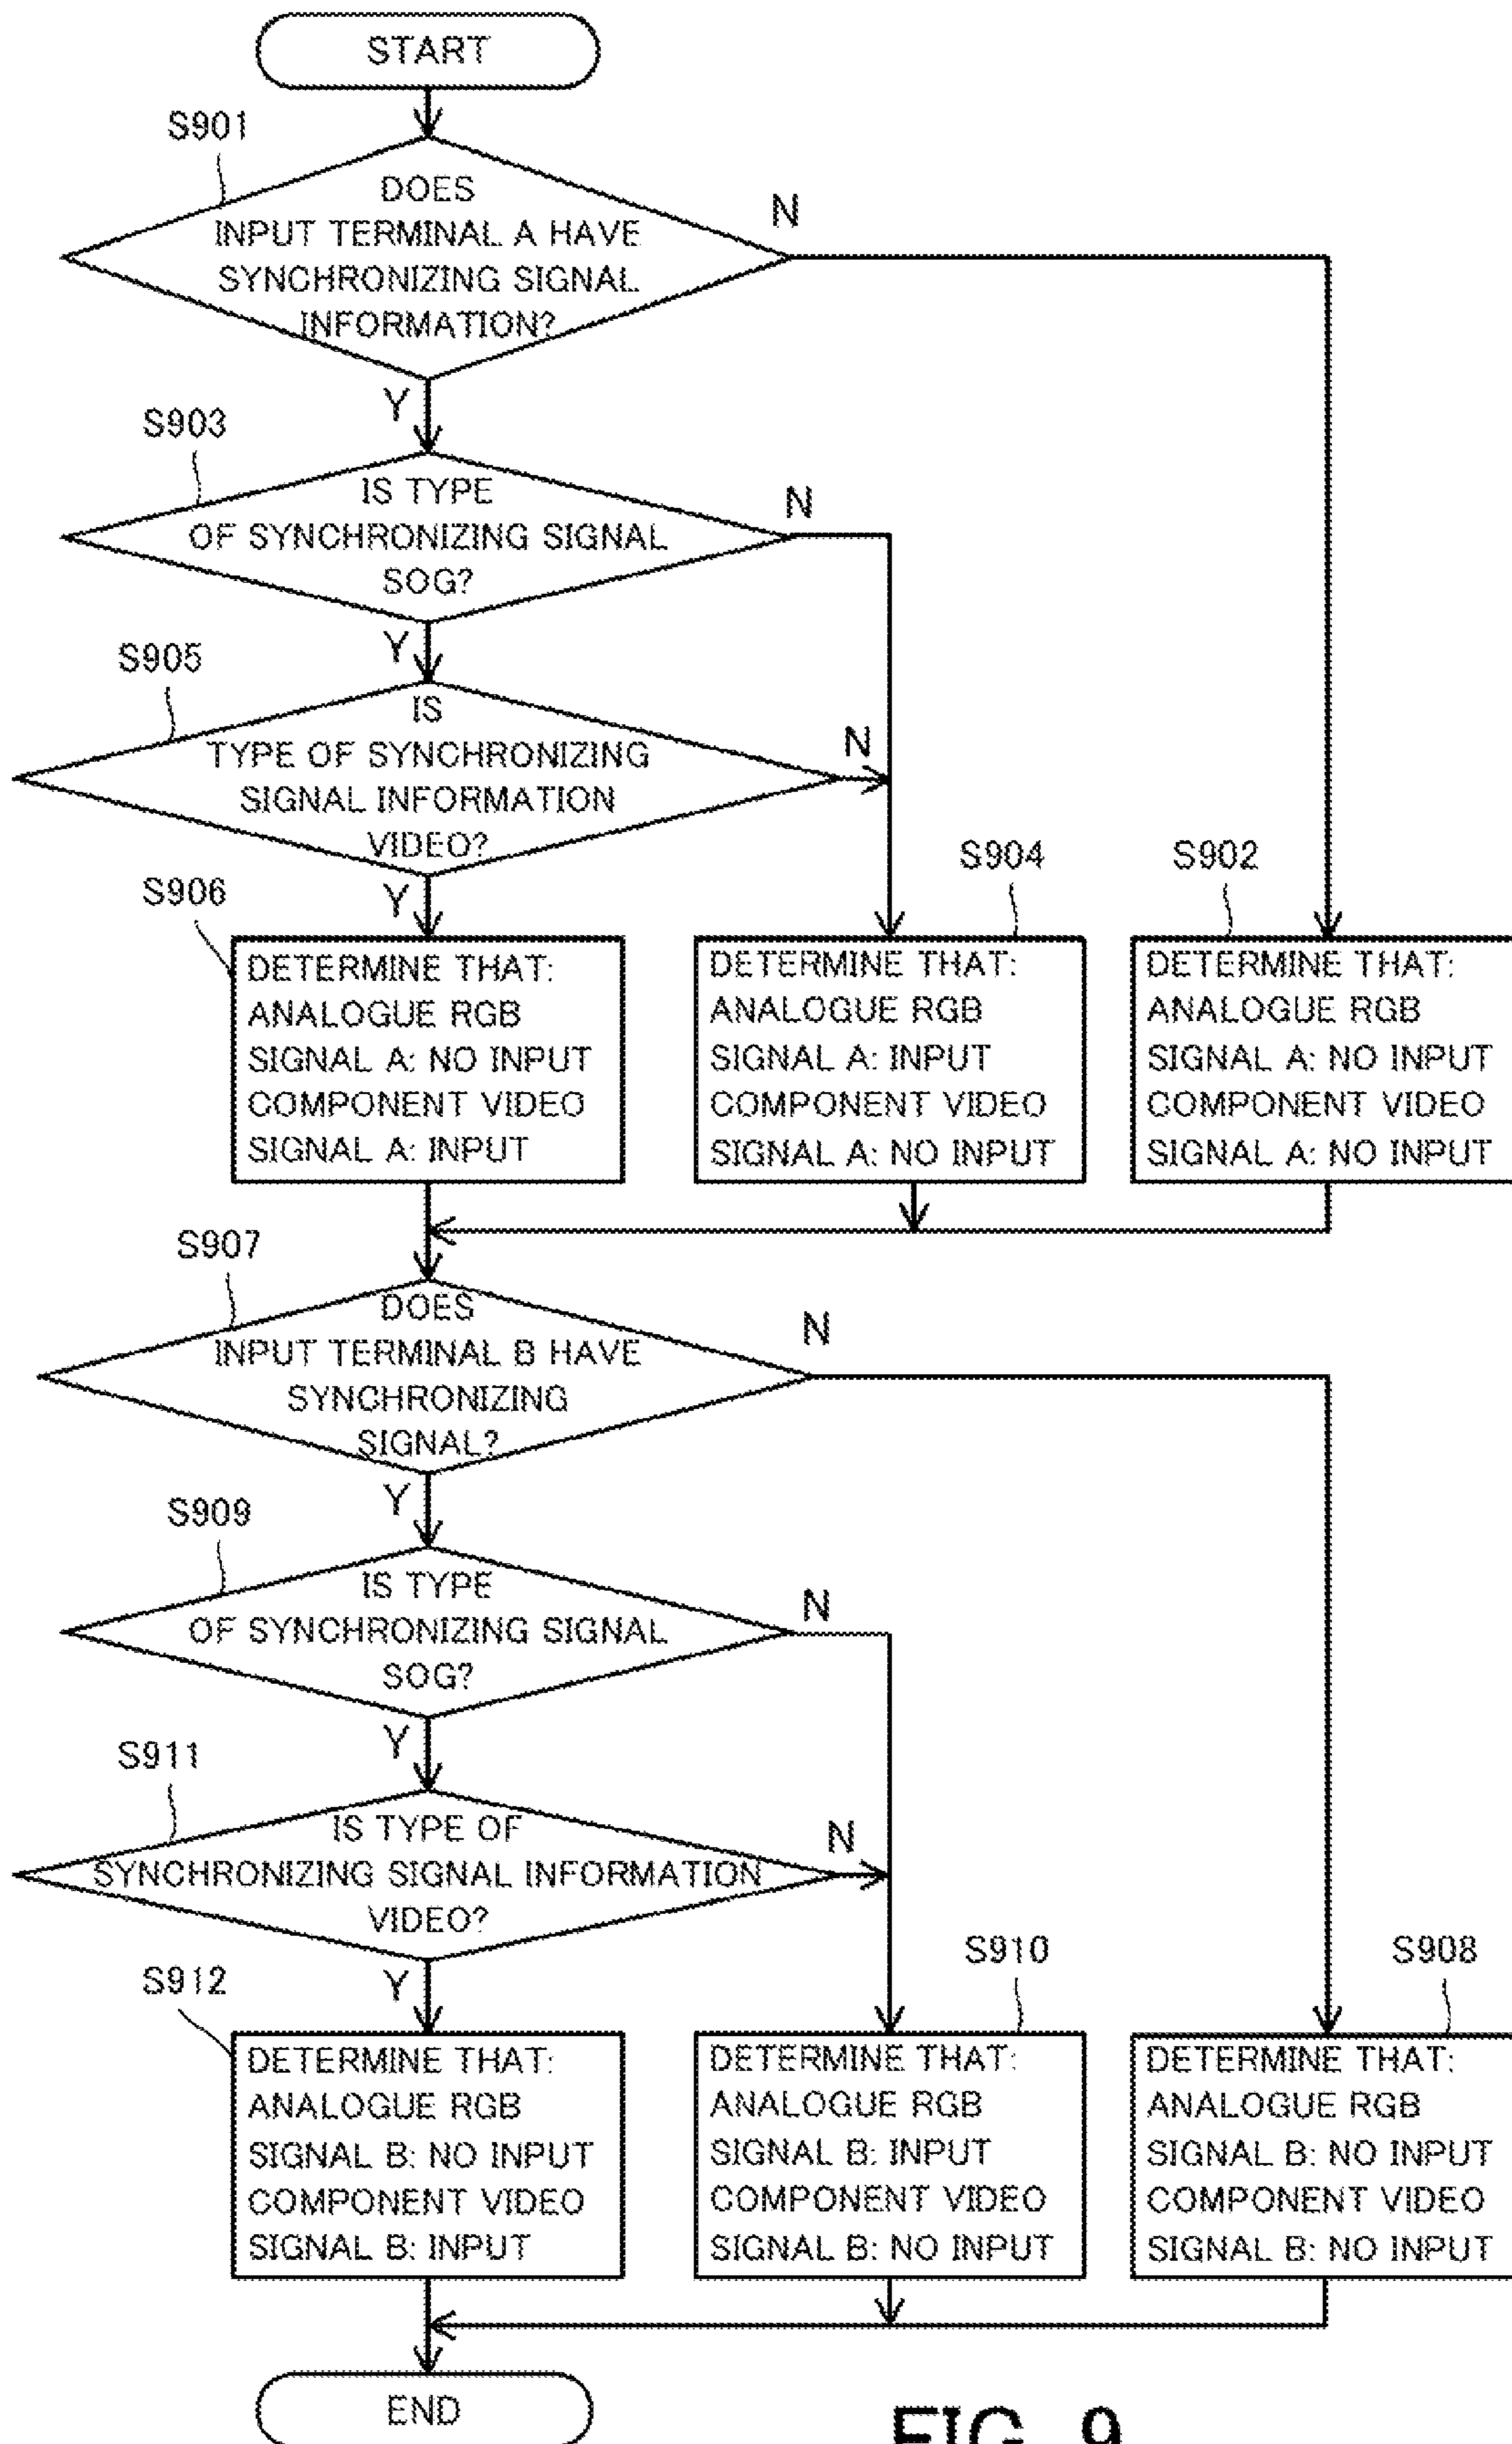 START
S901
DOES
INPUT TERMINAL A HAVE
SYNCHRONIZING SIGNAL
INFORMATION?
N
Y
S903
IS TYPE
OF SYNCHRONIZING SIGNAL
SOG?
N
Y
S905
IS
TYPE OF SYNCHRONIZING
SIGNAL INFORMATION
VIDEO?
N
Y
S906
DETERMINE THAT:
ANALOGUE RGB
SIGNAL A: NO INPUT
COMPONENT VIDEO
SIGNAL A: INPUT
S904
DETERMINE THAT:
ANALOGUE RGB
SIGNAL A: INPUT
COMPONENT VIDEO
SIGNAL A: NO INPUT
S902
DETERMINE THAT:
ANALOGUE RGB
SIGNAL A: NO INPUT
COMPONENT VIDEO
SIGNAL A: NO INPUT
S907
DOES
INPUT TERMINAL B HAVE
SYNCHRONIZING
SIGNAL?
N
Y
S909
IS TYPE
OF SYNCHRONIZING SIGNAL
SOG?
N
Y
S911
IS TYPE OF
SYNCHRONIZING SIGNAL INFORMATION
VIDEO?
N
Y
S912
DETERMINE THAT:
ANALOGUE RGB
SIGNAL B: NO INPUT
COMPONENT VIDEO
SIGNAL B: INPUT
S910
DETERMINE THAT:
ANALOGUE RGB
SIGNAL B: INPUT
COMPONENT VIDEO
SIGNAL B: NO INPUT
S908
DETERMINE THAT:
ANALOGUE RGB
SIGNAL B: NO INPUT
COMPONENT VIDEO
SIGNAL B: NO INPUT
END
FIG. 9